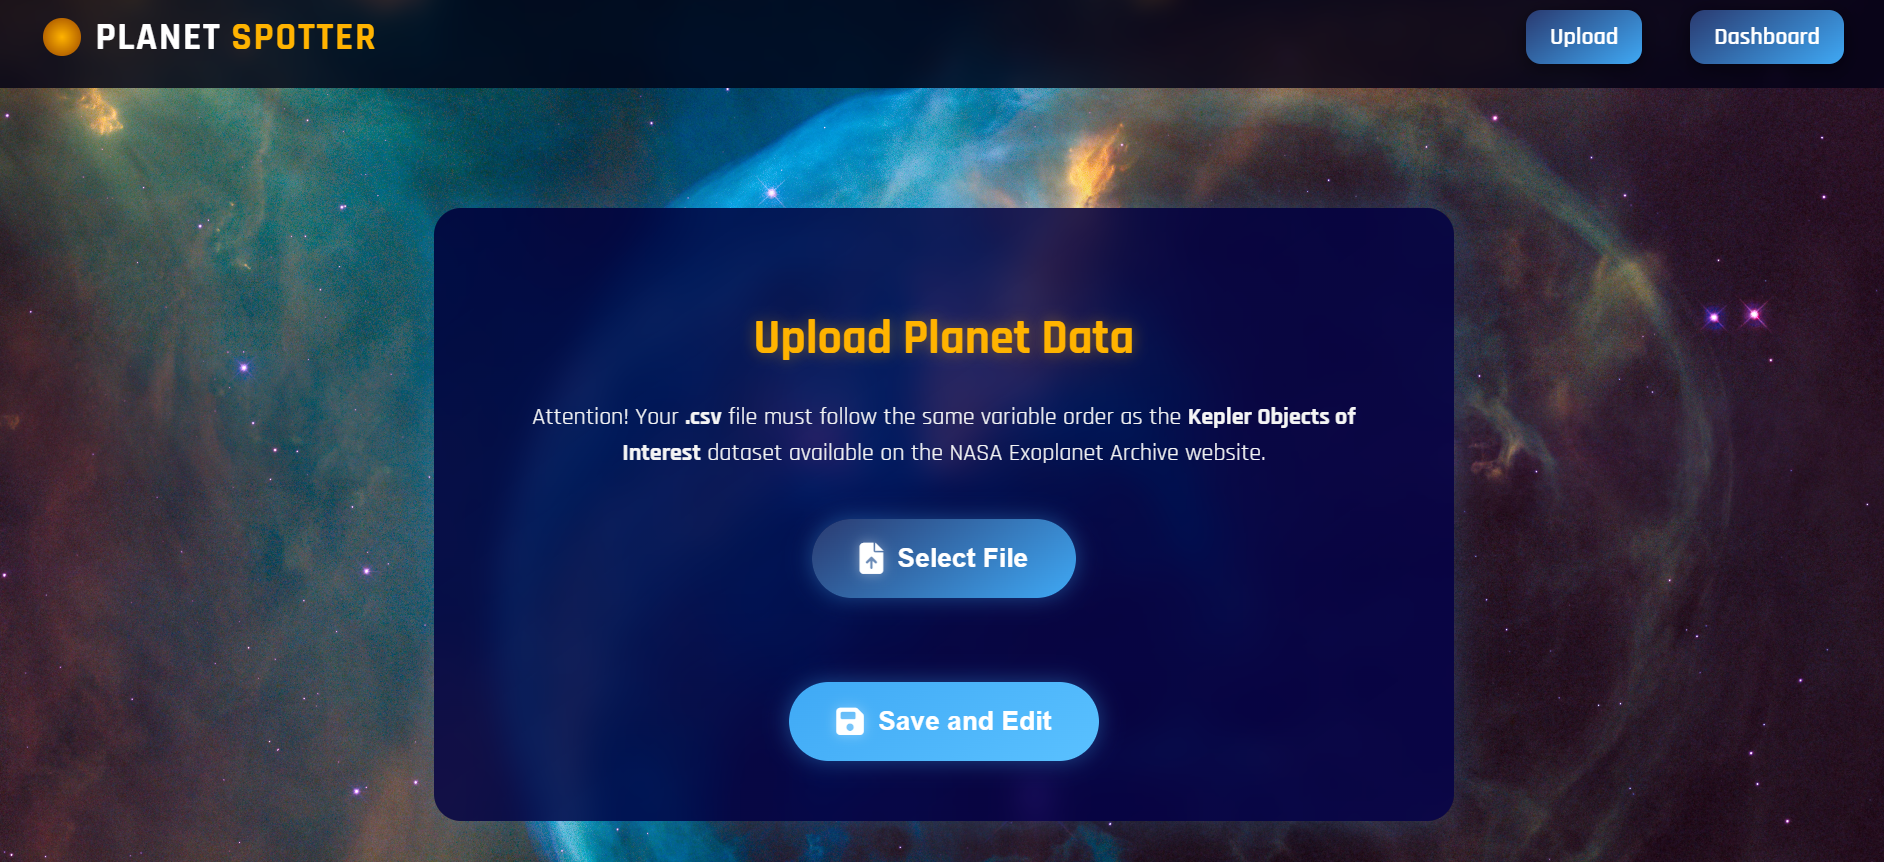 PLANET SPOTTER
Upload
Dashboard
Upload Planet Data
Attention! Your .csv file must follow the same variable order as the Kepler Objects of
Interest dataset available on the NASA Exoplanet Archive website.
Select File
Save and Edit